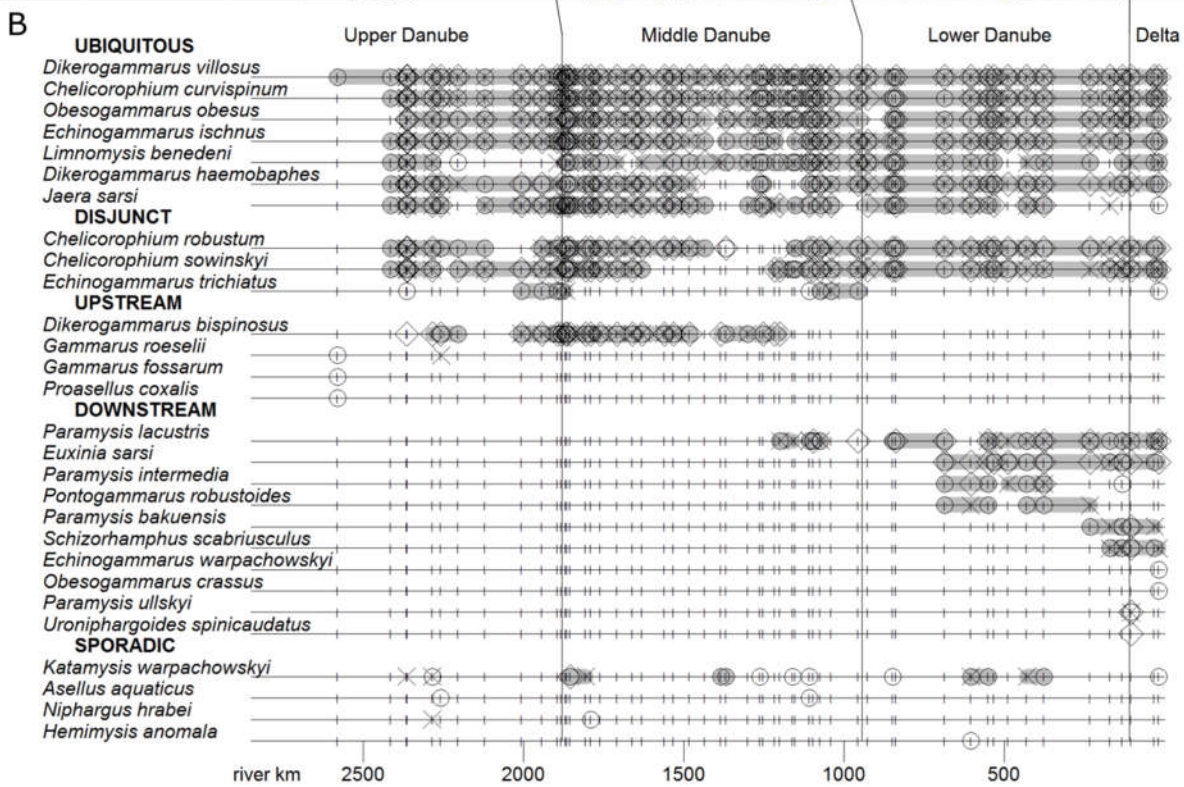 B
Upper Danube Middle Danube Lower Danube Delta
UBIQUITOUS
Dikerogammarus villosus
Chelicorophium curvispinum
Obesogammarus obesus
Echinogammarus ischnus
Limnomysis benedeni
Dikerogammarus haemobaphes
Jaera sarsi
DISJUNCT
Chelicorophium robustum
Chelicorophium sowinskyi
Echinogammarus trichiatus
UPSTREAM
Dikerogammarus bispinosus
Gammarus roeselii
Gammarus fossarum
Proasellus coxalis
DOWNSTREAM
Paramysis lacustris
Euxinia sarsi
Paramysis intermedia
Pontogammarus robustoides
Paramysis bakuensis
Schizorhamphus scabriusculus
Echinogammarus warpachowskyi
Obesogammarus crassus
Paramysis ullskyi
Uroniphargoides spinicaudatus
SPORADIC
Katamysis warpachowskyi
Asellus aquaticus
Niphargus hrabei
Hemimysis anomala
river km 2500 2000 1500 1000 500